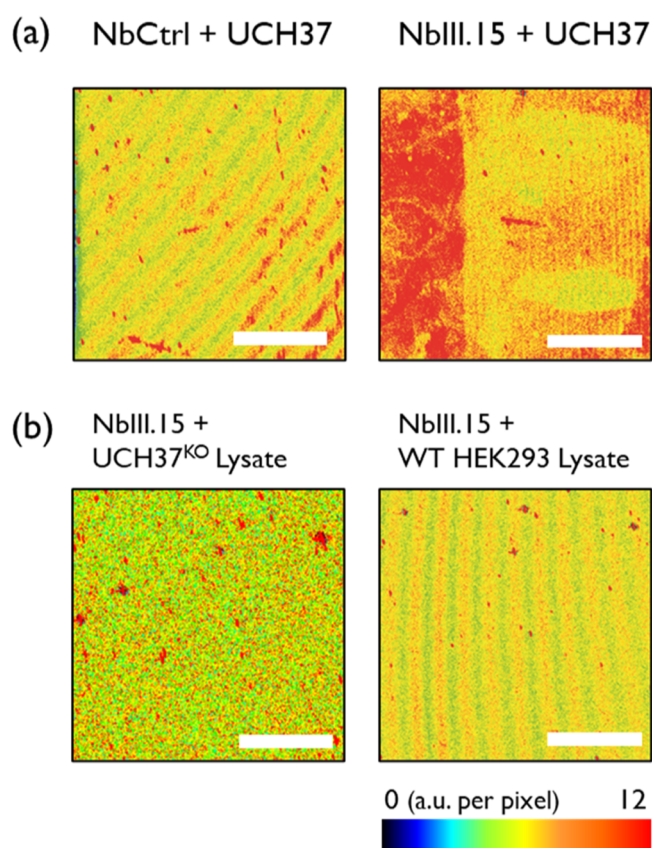 (a) NbCtrl + UCH37 NbIII.15 + UCH37
(b) NbIII.15 +
UCH37KO Lysate
NbIII.15 +
WT HEK293 Lysate
0 (a.u. per pixel) 12